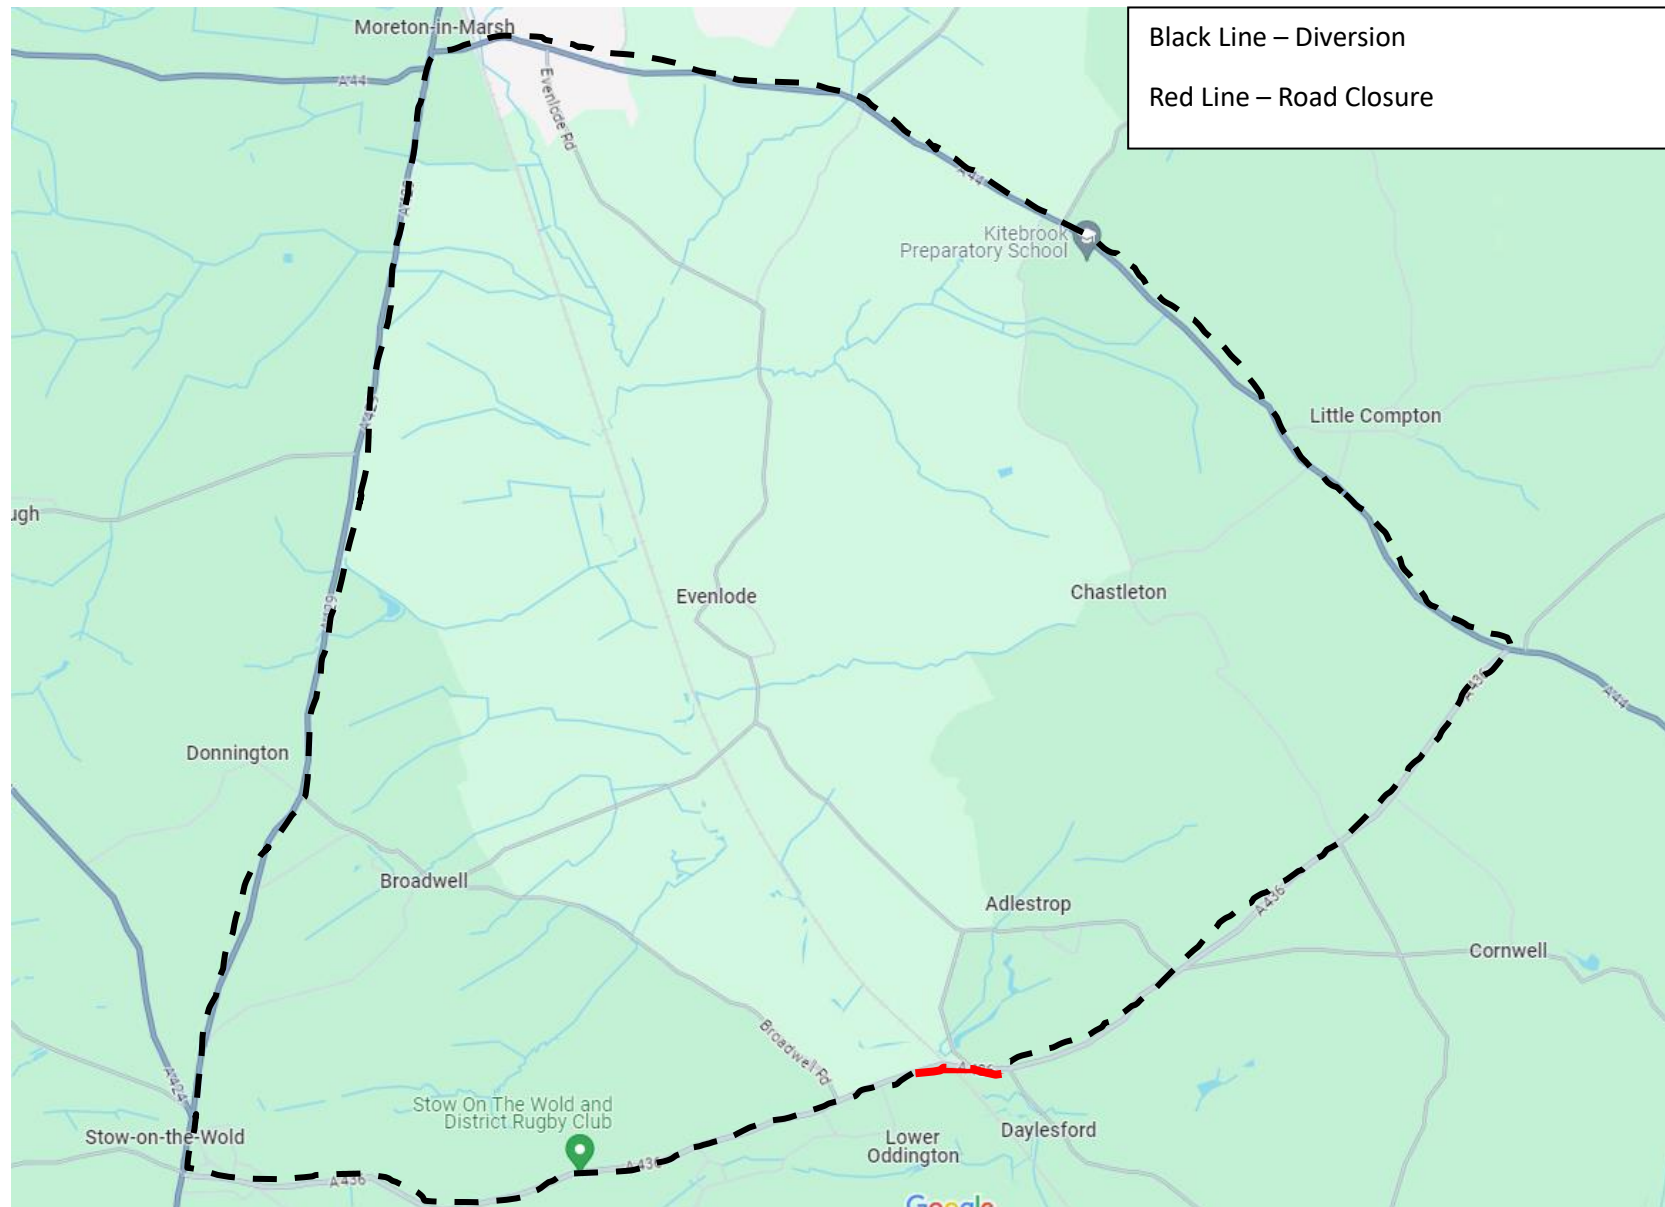 Black Line – Diversion
Red Line – Road Closure
Moreton-in-Marsh
A44
Evenlode Rd
A429
A44
Kitebrook
Preparatory School
A429
Little Compton
ugh
Evenlode
Chastleton
A429
A436
A44
Donnington
Broadwell
Adlestrop
A436
Cornwell
Broadwell Rd
A436
A424
Stow On The Wold and
District Rugby Club
Stow-on-the-Wold
Lower
Oddington
Daylesford
A436
A436
Google